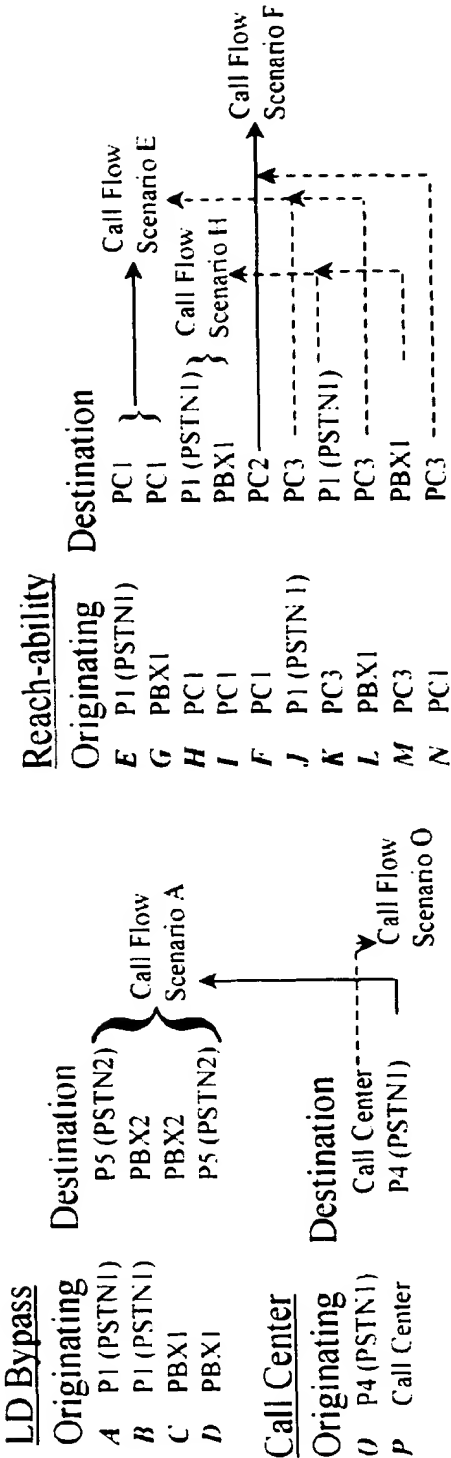 LD Bypass
Originating Destination
A P1 (PSTN1) P5 (PSTN2)
B P1 (PSTN1) PBX2
C PBX1 PBX2
D PBX1 P5 (PSTN2)
Call Flow
Scenario A
Call Center
Originating Destination
O P4 (PSTN1) Call Center
P Call Center P4 (PSTN1)
Call Flow
Scenario O
Reach-ability
Originating Destination
E P1 (PSTN1) PC1
G PBX1 PC1
H PC1 P1 (PSTN1)
I PC1 PBX1
F PC1 PC2
J P1 (PSTN 1) PC3
K PC3 P1 (PSTN1)
L PBX1 PC3
M PC3 PBX1
N PC1 PC3
Call Flow
Scenario E
Call Flow
Scenario H
Call Flow
Scenario F